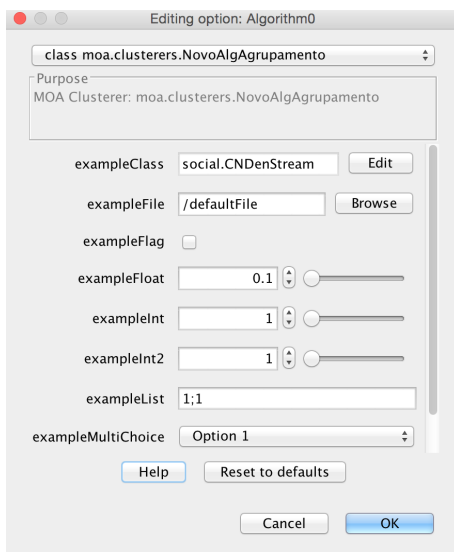 Editing option: Algorithm0
class moa.clusterers.NovoAlgAgrupamento
Purpose
MOA Clusterer: moa.clusterers.NovoAlgAgrupamento
exampleClass social.CNDenStream Edit
exampleFile /defaultFile Browse
exampleFlag
exampleFloat 0.1
exampleInt 1
exampleInt2 1
exampleList 1;1
exampleMultiChoice Option 1
Help Reset to defaults
Cancel OK